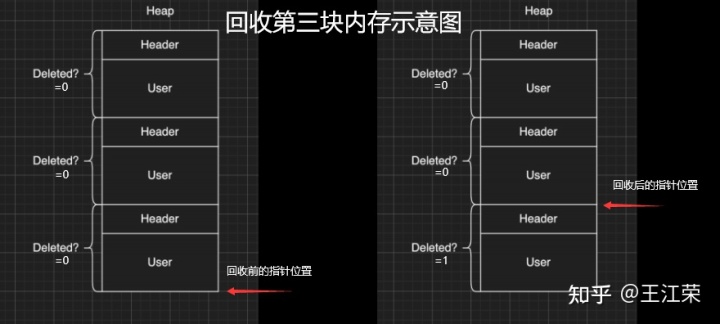 回收第三块内存示意图
Heap
Header
Deleted?
=0
User
Header
Deleted?
=0
User
Header
Deleted?
=0
User
回收前的指针位置
Heap
Header
Deleted?
=0
User
Header
Deleted?
=0
User
回收后的指针位置
Header
Deleted?
=1
User
知乎 @王江荣